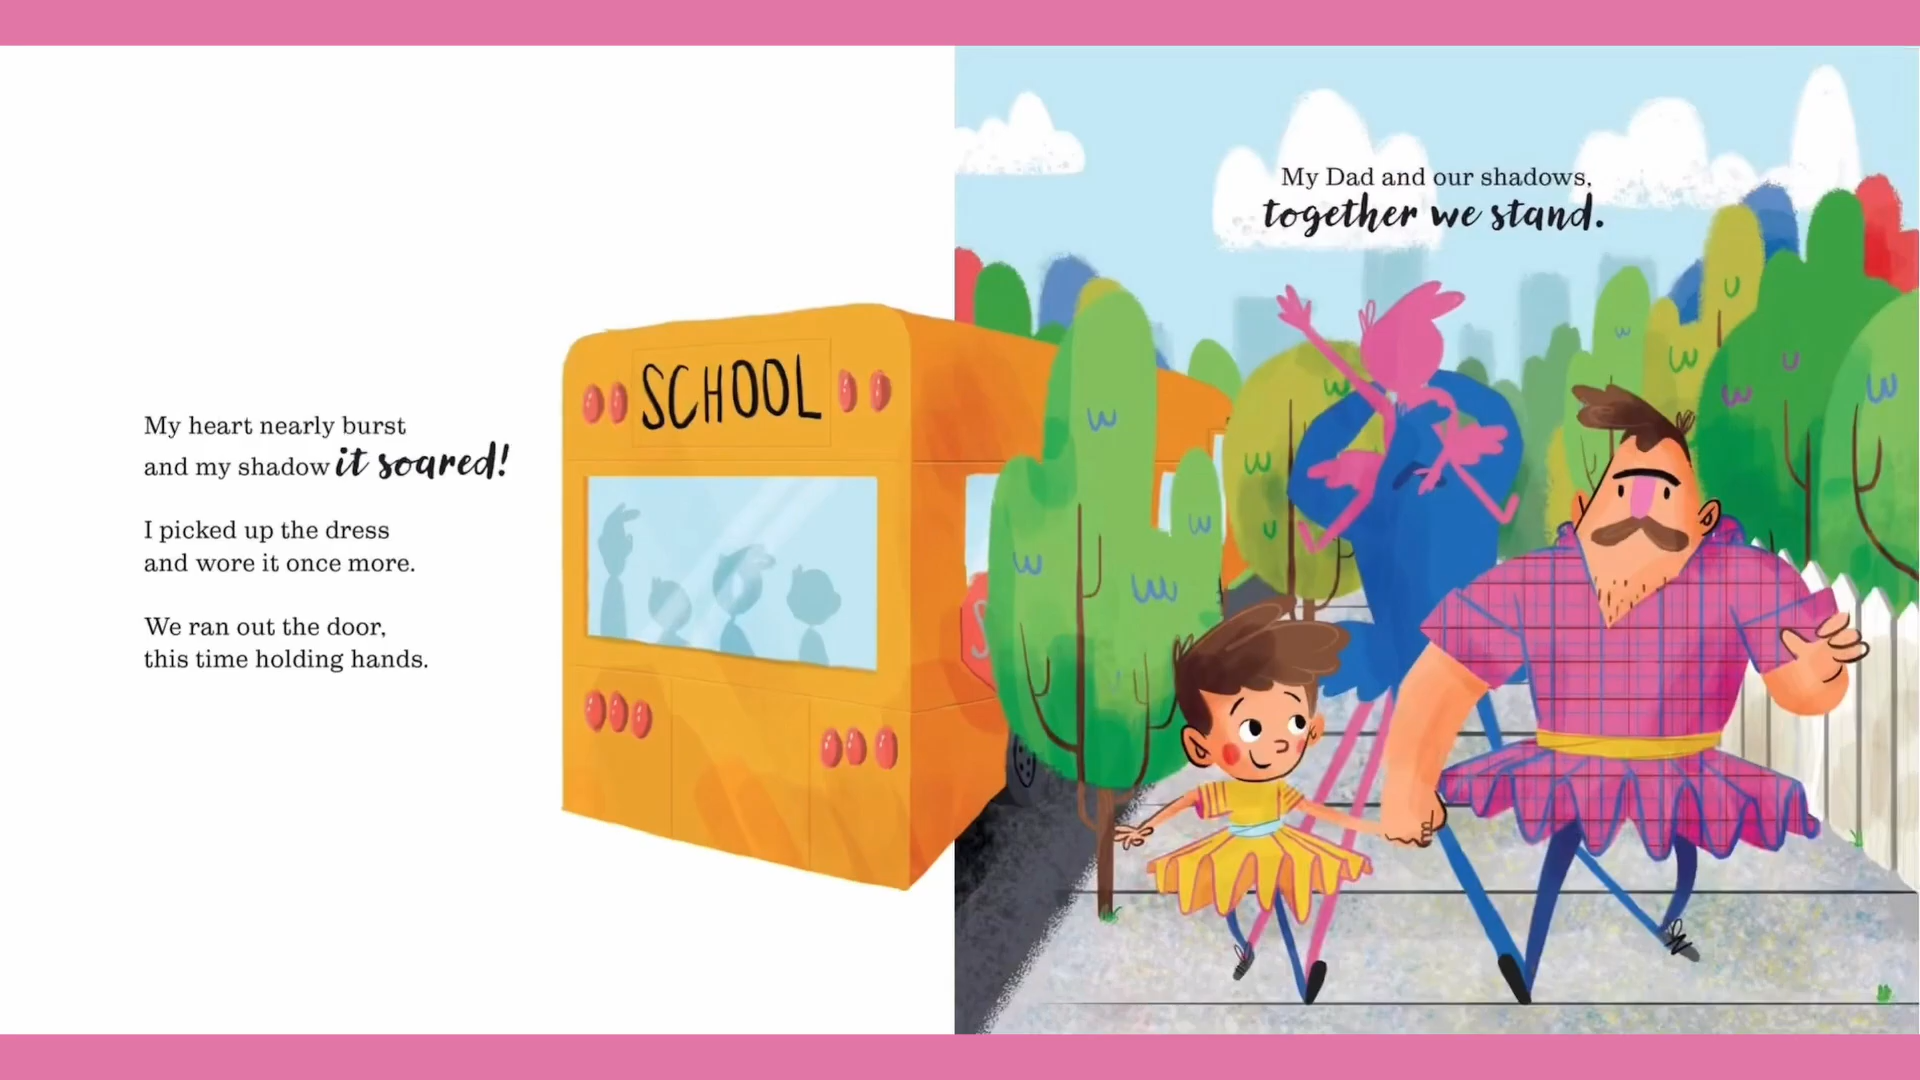 My heart nearly burst
and my shadow it soared!
I picked up the dress
and wore it once more.
We ran out the door,
this time holding hands.
SCHOOL
My Dad and our shadows,
together we stand.